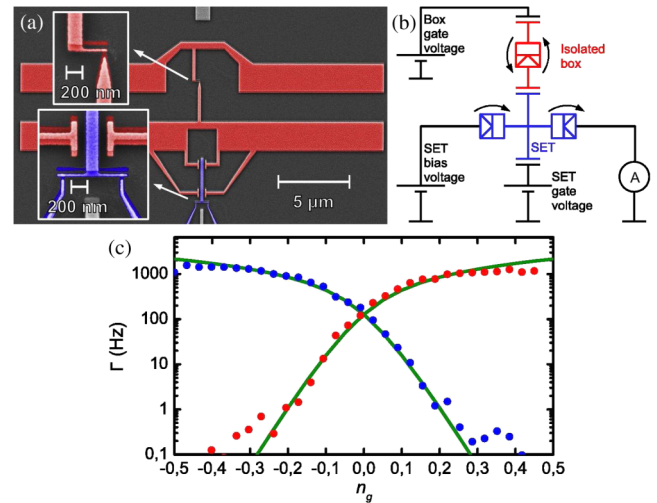 (a)
200 nm
200 nm
5 μm
(b)
Box
gate
voltage
Isolated
box
SET
bias
voltage
SET
SET
gate
voltage
A
(c)
Γ (Hz)
1000
100
10
1
0,1
-0,5 -0,4 -0,3 -0,2 -0,1 0,0 0,1 0,2 0,3 0,4 0,5
n_g